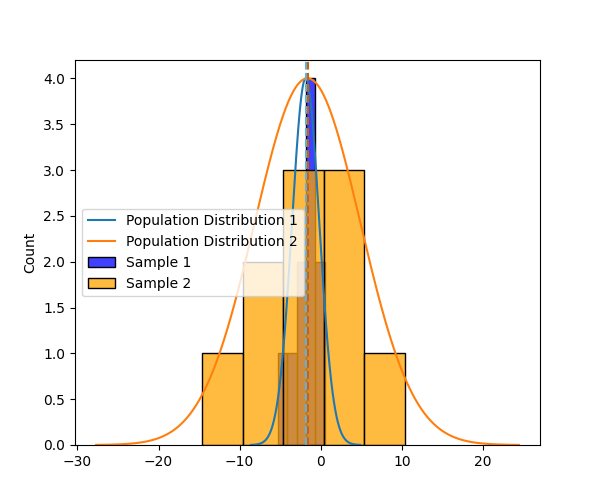 4.0
3.5
3.0
2.5
2.0
1.5
1.0
0.5
0.0
Count
Population Distribution 1
Population Distribution 2
Sample 1
Sample 2
−30 −20 −10 0 10 20